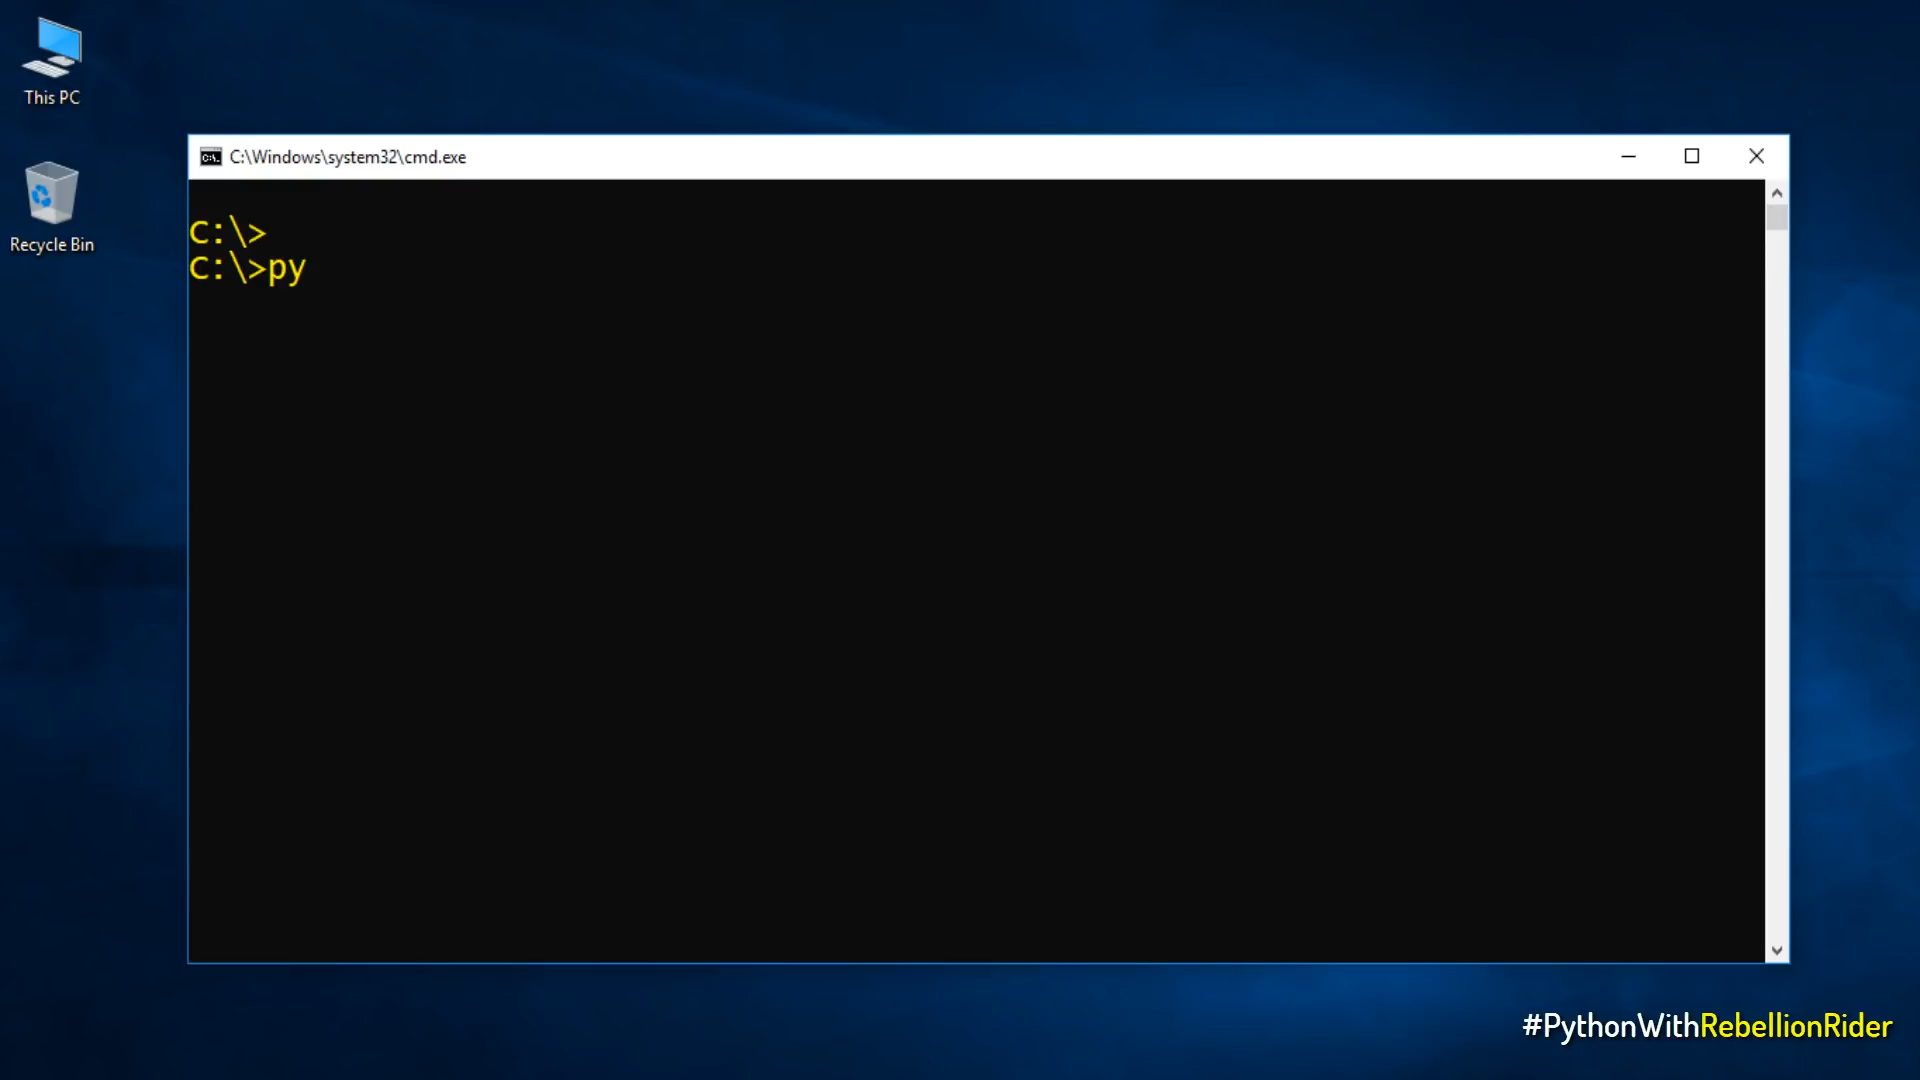 This PC
Recycle Bin
C:\Windows\system32\cmd.exe
C:\>
C:\>py
#PythonWithRebellionRider